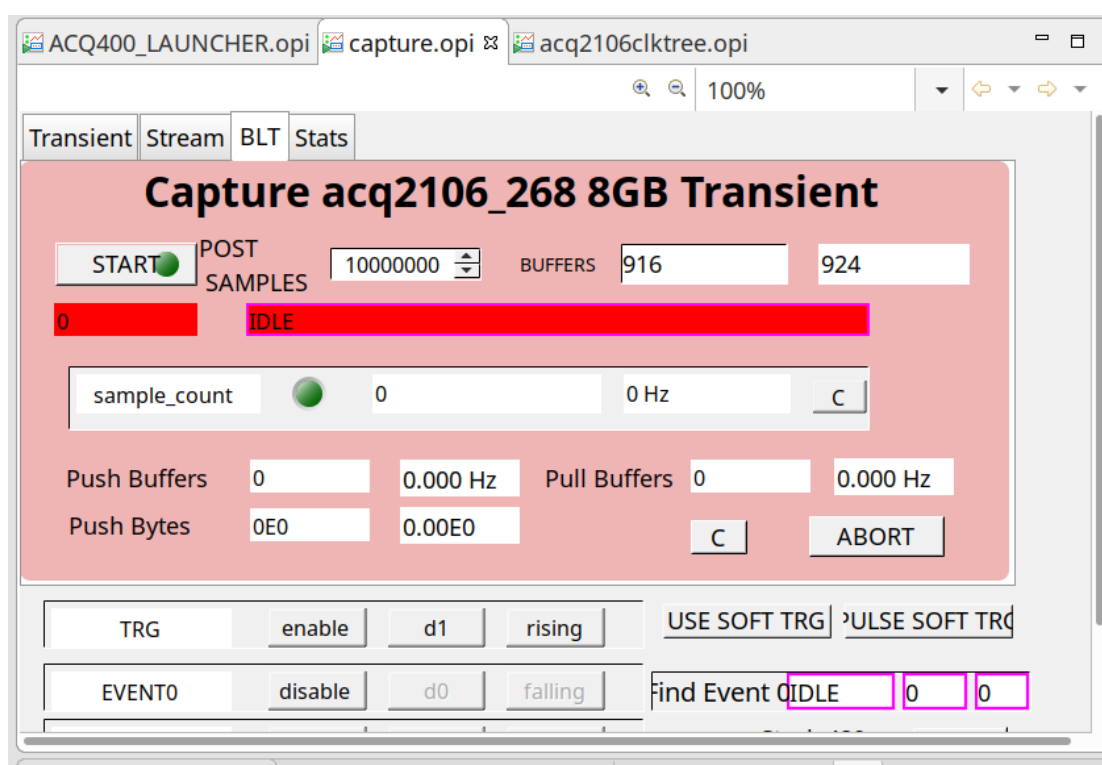 ACQ400_LAUNCHER.opi capture.opi acq2106clktree.opi
100%
Transient Stream BLT Stats
Capture acq2106_268 8GB Transient
START POST SAMPLES 10000000 BUFFERS 916 924
0 IDLE
sample_count 0 0 Hz C
Push Buffers 0 0.000 Hz Pull Buffers 0 0.000 Hz
Push Bytes 0E0 0.00E0 C ABORT
TRG enable d1 rising USE SOFT TRG PULSE SOFT TRG
EVENT0 disable d0 falling Find Event 0 IDLE 0 0